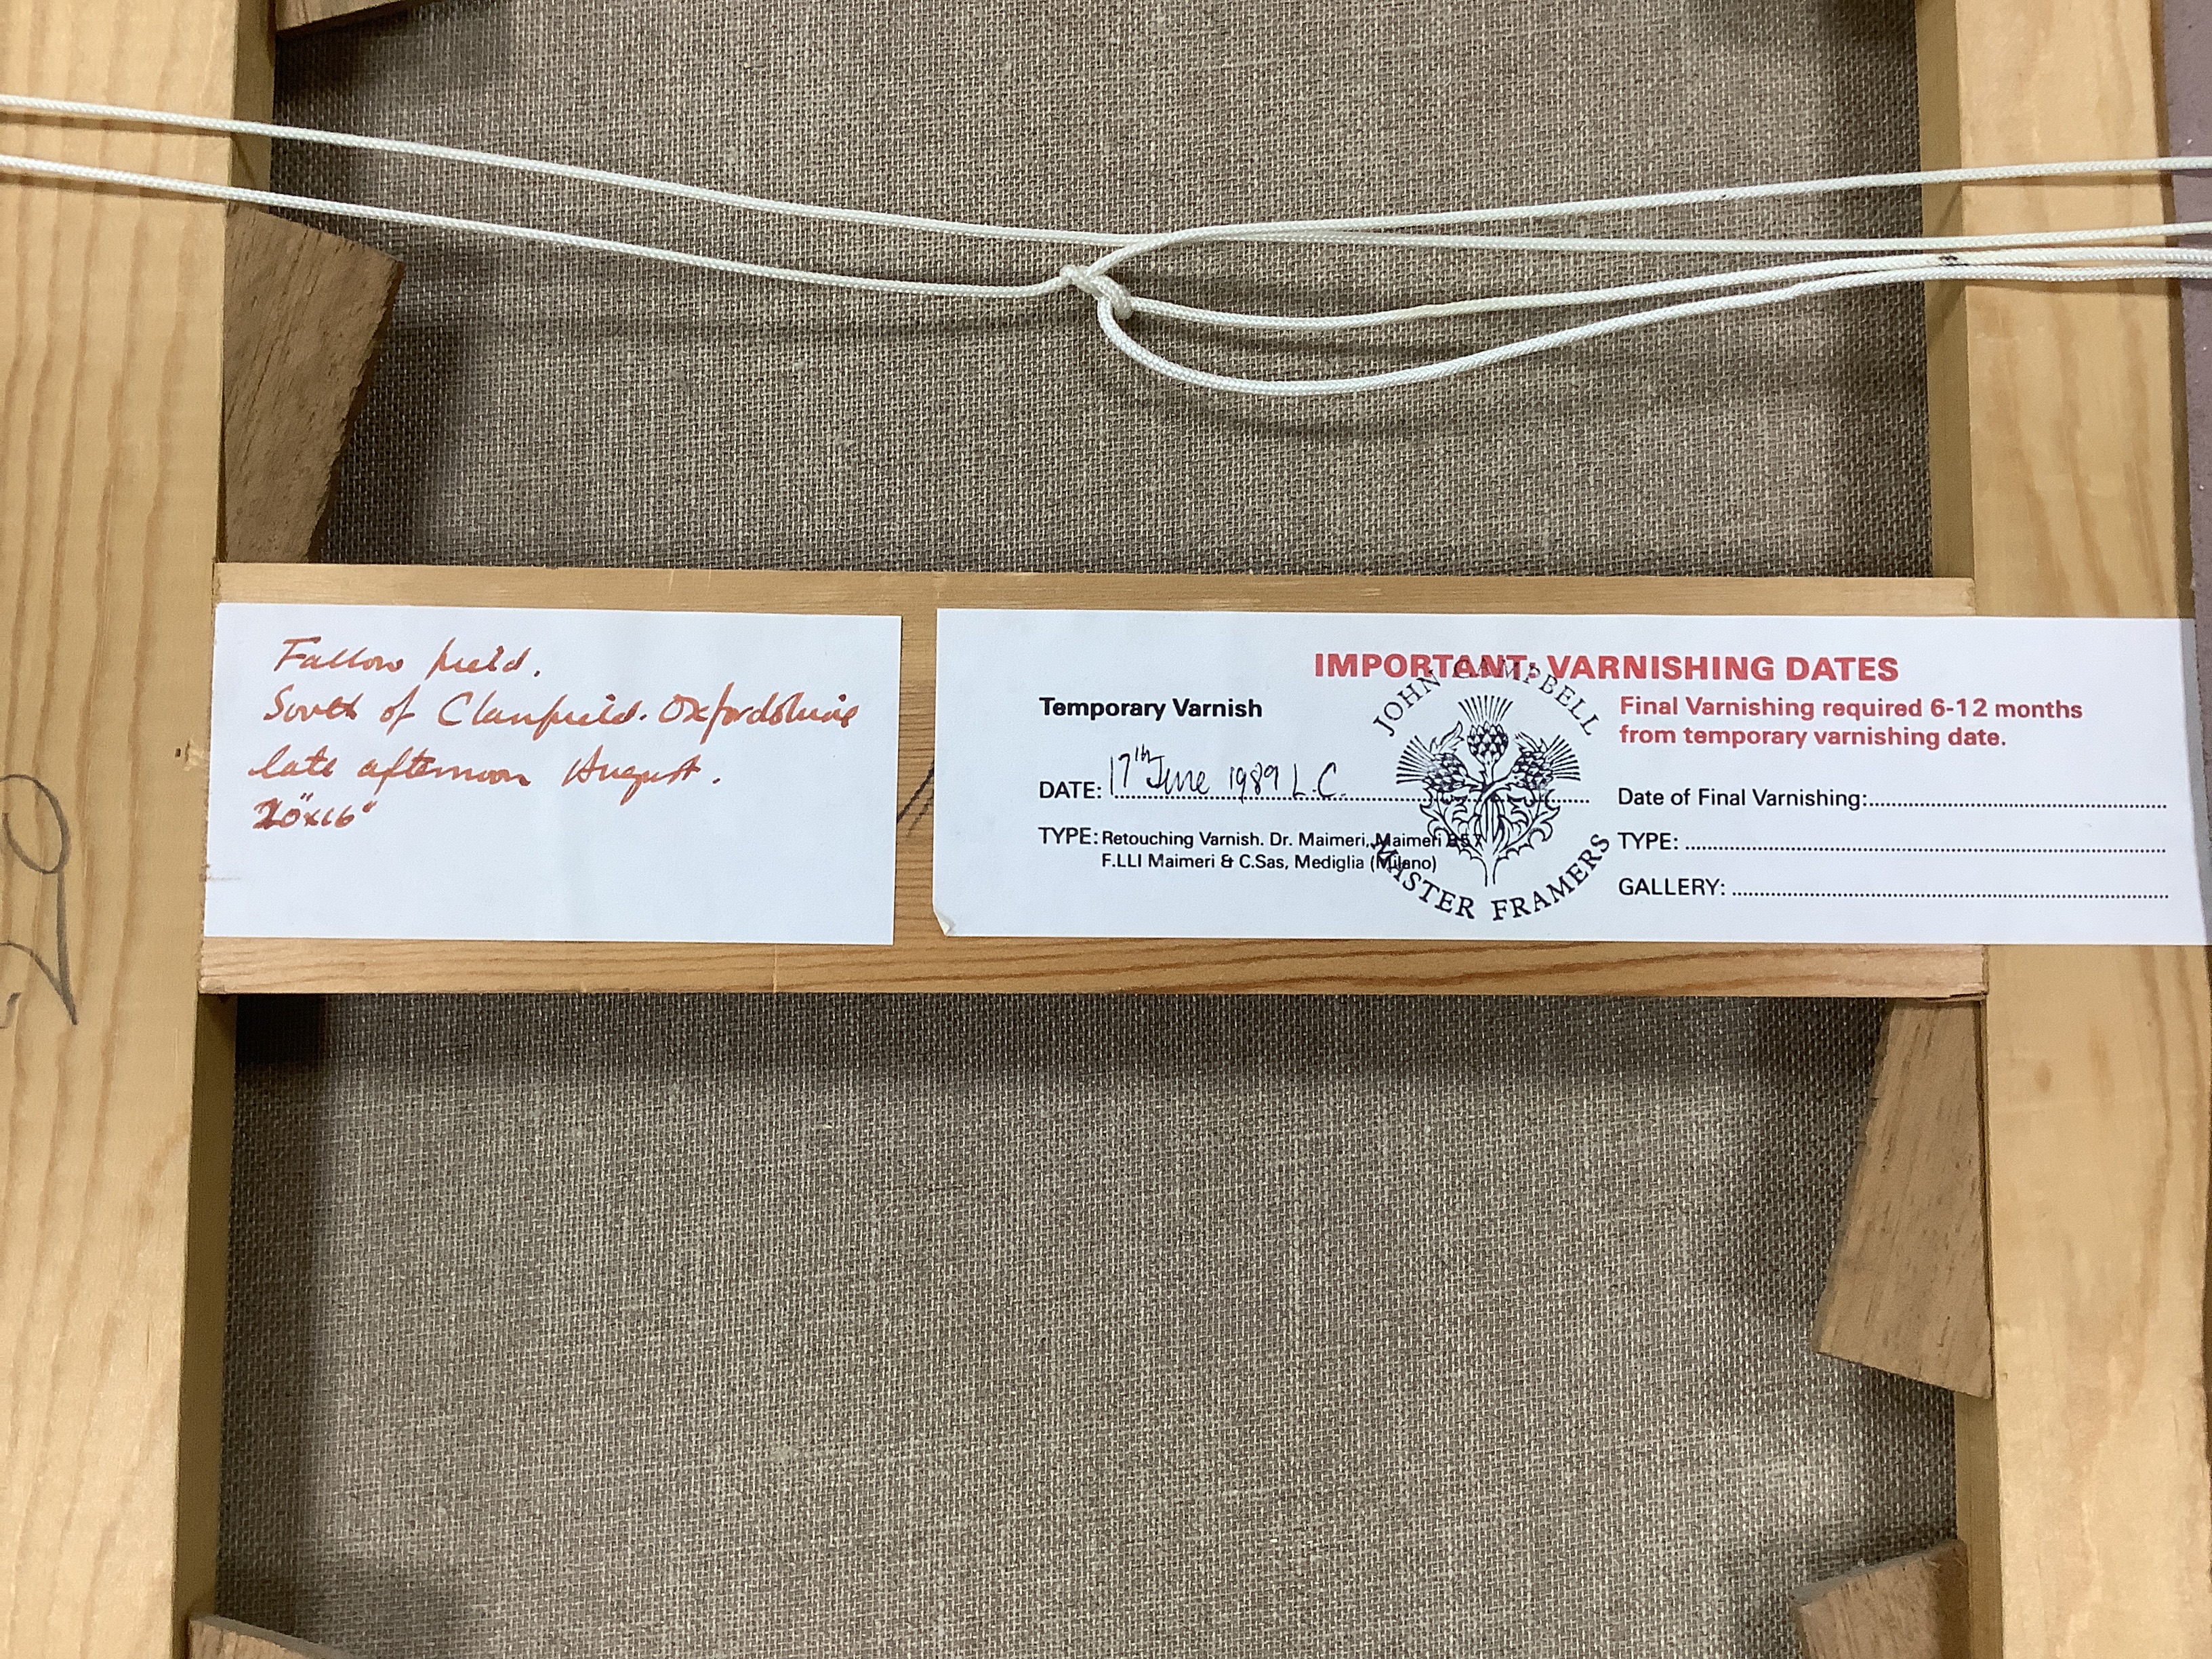 Fallow field.
South of Clanfield. Oxfordshire
late afternoon August.
20"x16"
IMPORTANT: VARNISHING DATES
Temporary Varnish
DATE: 17th June 1989 L.C.
TYPE: Retouching Varnish. Dr. Maimeri, Maimeri
F.LLI Maimeri & C.Sas, Mediglia (Milano)
JOHN CAMPBELL
MASTER FRAMERS
Final Varnishing required 6-12 months
from temporary varnishing date.
Date of Final Varnishing:
TYPE:
GALLERY: